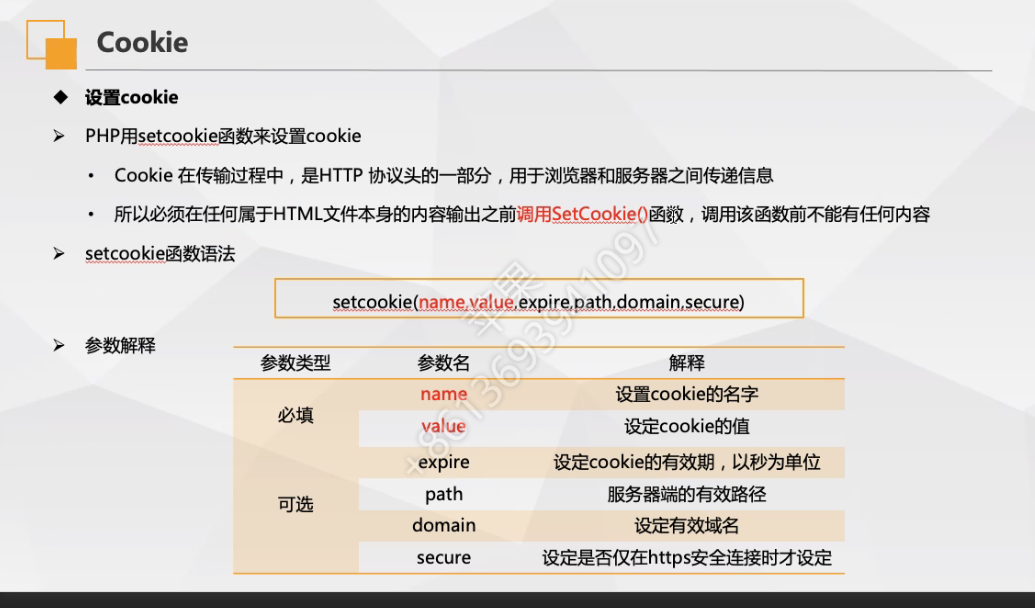 Cookie
设置cookie
PHP用setcookie函数来设置cookie
Cookie 在传输过程中，是HTTP 协议头的一部分，用于浏览器和服务器之间传递信息
所以必须在任何属于HTML文件本身的内容输出之前调用SetCookie()函数，调用该函数前不能有任何内容
setcookie函数语法
setcookie(name,value,expire,path,domain,secure)
参数解释
参数类型 参数名 解释
必填
name 设置cookie的名字
value 设定cookie的值
可选
expire 设定cookie的有效期，以秒为单位
path 服务器端的有效路径
domain 设定有效域名
secure 设定是否仅在https安全连接时才设定
苹果
+8613693941097